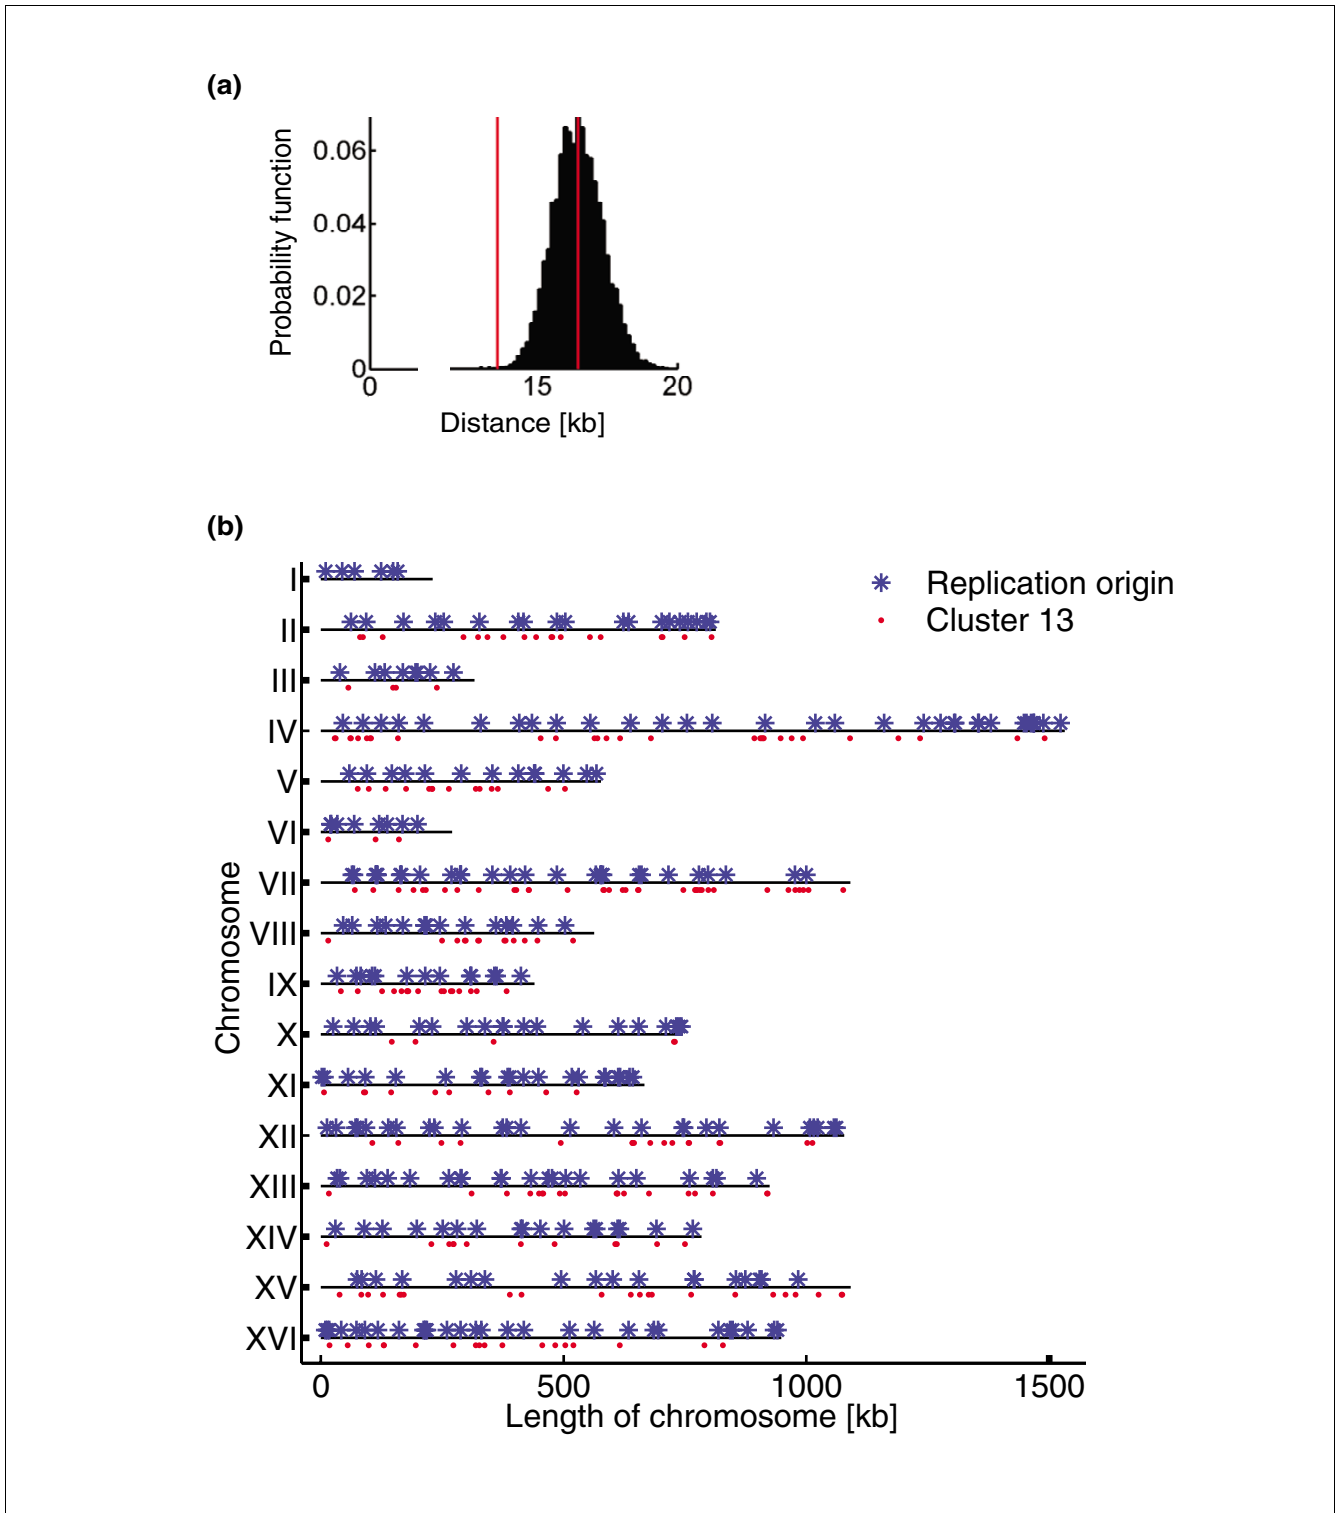 (a)
Probability function
0.06
0.04
0.02
0
0 15 20
Distance [kb]
(b)
Replication origin
Cluster 13
Chromosome
I
II
III
IV
V
VI
VII
VIII
IX
X
XI
XII
XIII
XIV
XV
XVI
0 500 1000 1500
Length of chromosome [kb]